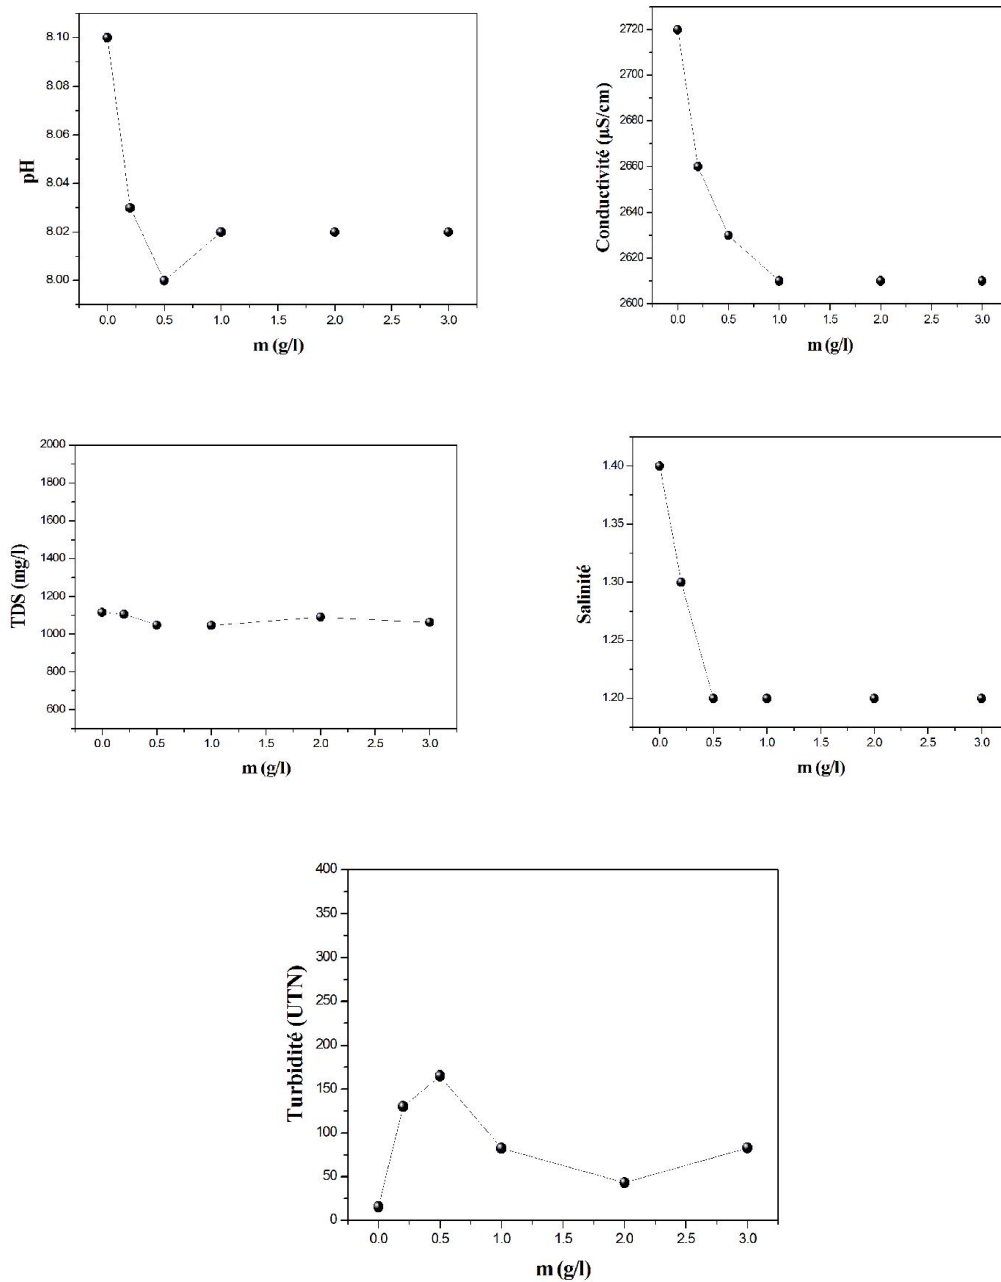 pH
8.10
8.08
8.06
8.04
8.02
8.00
0.0 0.5 1.0 1.5 2.0 2.5 3.0
m (g/l)
Conductivité (µS/cm)
2720
2700
2680
2660
2640
2620
2600
0.0 0.5 1.0 1.5 2.0 2.5 3.0
m (g/l)
TDS (mg/l)
2000
1800
1600
1400
1200
1000
800
600
0.0 0.5 1.0 1.5 2.0 2.5 3.0
m (g/l)
Salinité
1.40
1.35
1.30
1.25
1.20
0.0 0.5 1.0 1.5 2.0 2.5 3.0
m (g/l)
Turbidité (UTN)
400
350
300
250
200
150
100
50
0
0.0 0.5 1.0 1.5 2.0 2.5 3.0
m (g/l)